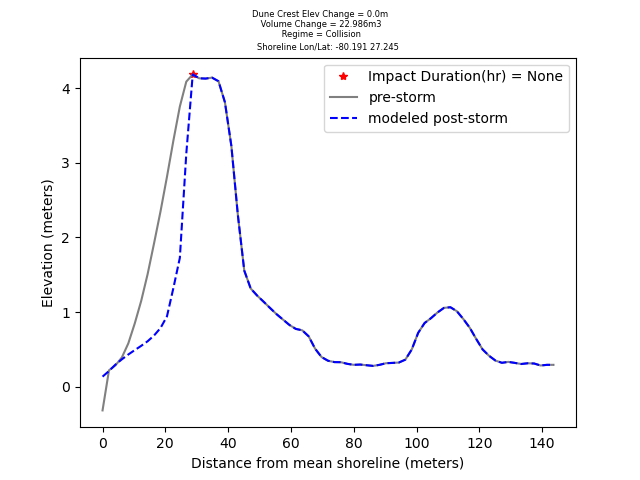 Dune Crest Elev Change = 0.0m
Volume Change = 22.986m3
Regime = Collision
Shoreline Lon/Lat: -80.191 27.245
Impact Duration(hr) = None
pre-storm
modeled post-storm
Elevation (meters)
4
3
2
1
0
0 20 40 60 80 100 120 140
Distance from mean shoreline (meters)